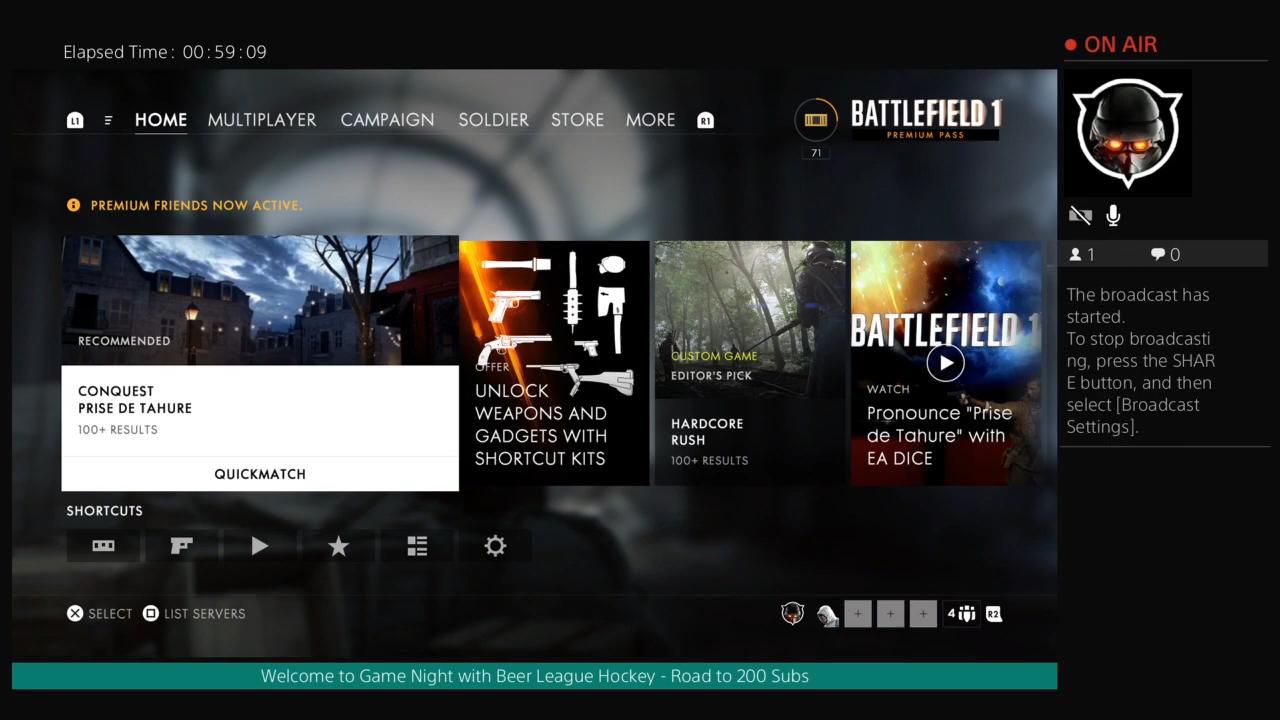 Elapsed Time: 00:59:09
ON AIR
L1 HOME MULTIPLAYER CAMPAIGN SOLDIER STORE MORE R1
BATTLEFIELD 1
PREMIUM PASS
71
PREMIUM FRIENDS NOW ACTIVE.
RECOMMENDED
CONQUEST
PRISE DE TAHURE
100+ RESULTS
QUICKMATCH
OFFER
UNLOCK
WEAPONS AND
GADGETS WITH
SHORTCUT KITS
CUSTOM GAME
EDITOR'S PICK
HARDCORE
RUSH
100+ RESULTS
BATTLEFIELD 1
WATCH
Pronounce "Prise
de Tahure" with
EA DICE
1 0
The broadcast has
started.
To stop broadcasti
ng, press the SHAR
E button, and then
select [Broadcast
Settings].
SHORTCUTS
SELECT LIST SERVERS
4 R2
Welcome to Game Night with Beer League Hockey - Road to 200 Subs